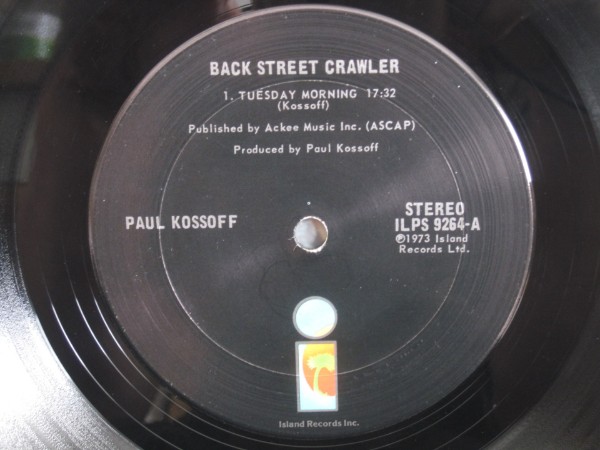 BACK STREET CRAWLER
1. TUESDAY MORNING 17:32
(Kossoff)
Published by Ackee Music Inc. (ASCAP)
Produced by Paul Kossoff
PAUL KOSSOFF
STEREO
ILPS 9264-A
℗1973 Island
Records Ltd.
i
Island Records Inc.